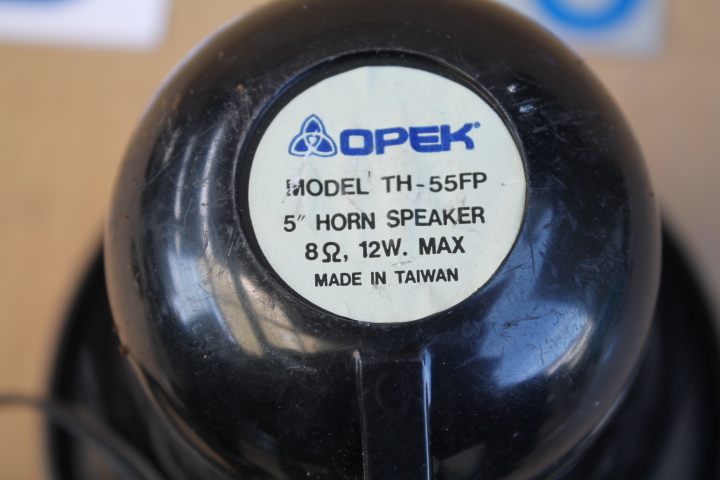 OPEK®
MODEL TH-55FP
5" HORN SPEAKER
8Ω, 12W. MAX
MADE IN TAIWAN